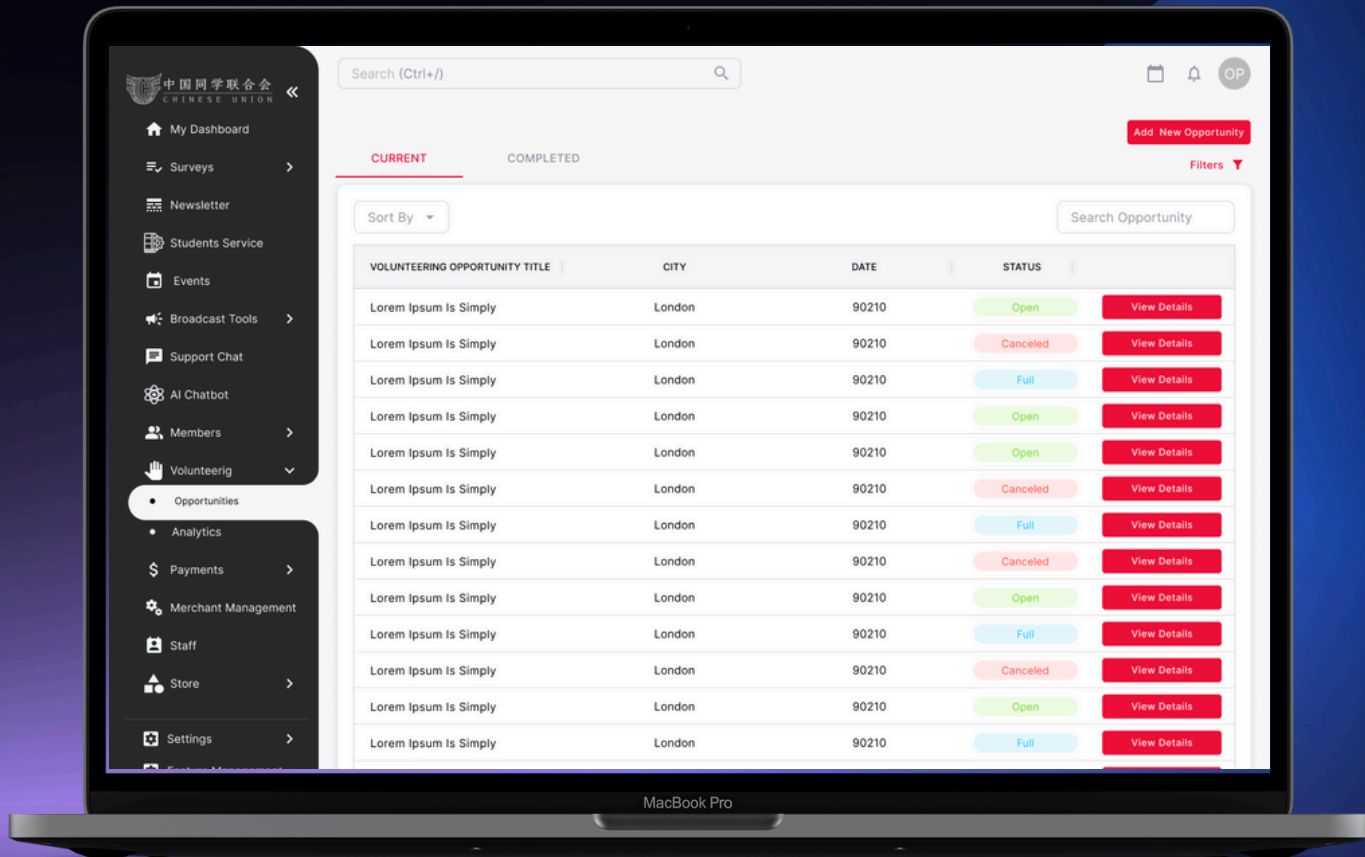 中国同学联合会
CHINESE UNION
My Dashboard
Surveys
Newsletter
Students Service
Events
Broadcast Tools
Support Chat
AI Chatbot
Members
Volunteerig
Opportunities
Analytics
Payments
Merchant Management
Staff
Store
Settings
Search (Ctrl+/)
OP
Add New Opportunity
CURRENT COMPLETED
Filters
Sort By
Search Opportunity
VOLUNTEERING OPPORTUNITY TITLE CITY DATE STATUS
Lorem Ipsum Is Simply London 90210 Open View Details
Lorem Ipsum Is Simply London 90210 Canceled View Details
Lorem Ipsum Is Simply London 90210 Full View Details
Lorem Ipsum Is Simply London 90210 Open View Details
Lorem Ipsum Is Simply London 90210 Open View Details
Lorem Ipsum Is Simply London 90210 Canceled View Details
Lorem Ipsum Is Simply London 90210 Full View Details
Lorem Ipsum Is Simply London 90210 Canceled View Details
Lorem Ipsum Is Simply London 90210 Open View Details
Lorem Ipsum Is Simply London 90210 Full View Details
Lorem Ipsum Is Simply London 90210 Canceled View Details
Lorem Ipsum Is Simply London 90210 Open View Details
Lorem Ipsum Is Simply London 90210 Full View Details
MacBook Pro